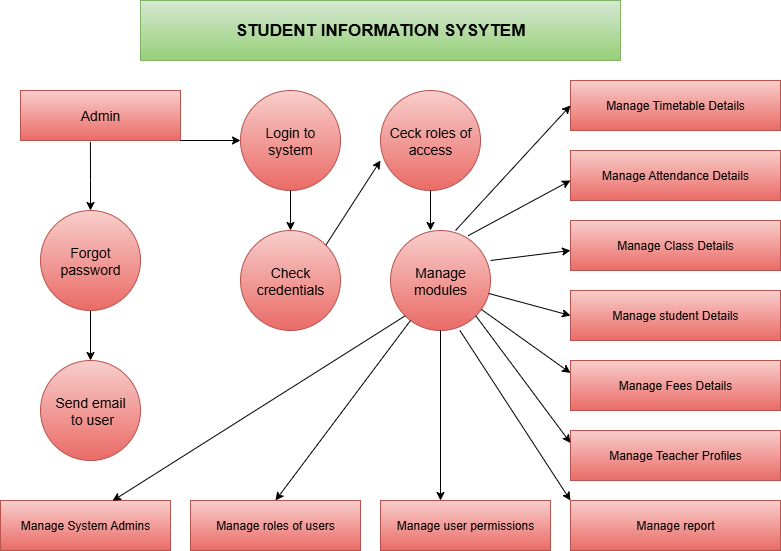 STUDENT INFORMATION SYSYTEM
Admin
Login to
system
Ceck roles of
access
Manage Timetable Details
Manage Attendance Details
Manage Class Details
Forgot
password
Check
credentials
Manage
modules
Manage student Details
Manage Fees Details
Send email
to user
Manage Teacher Profiles
Manage System Admins
Manage roles of users
Manage user permissions
Manage report